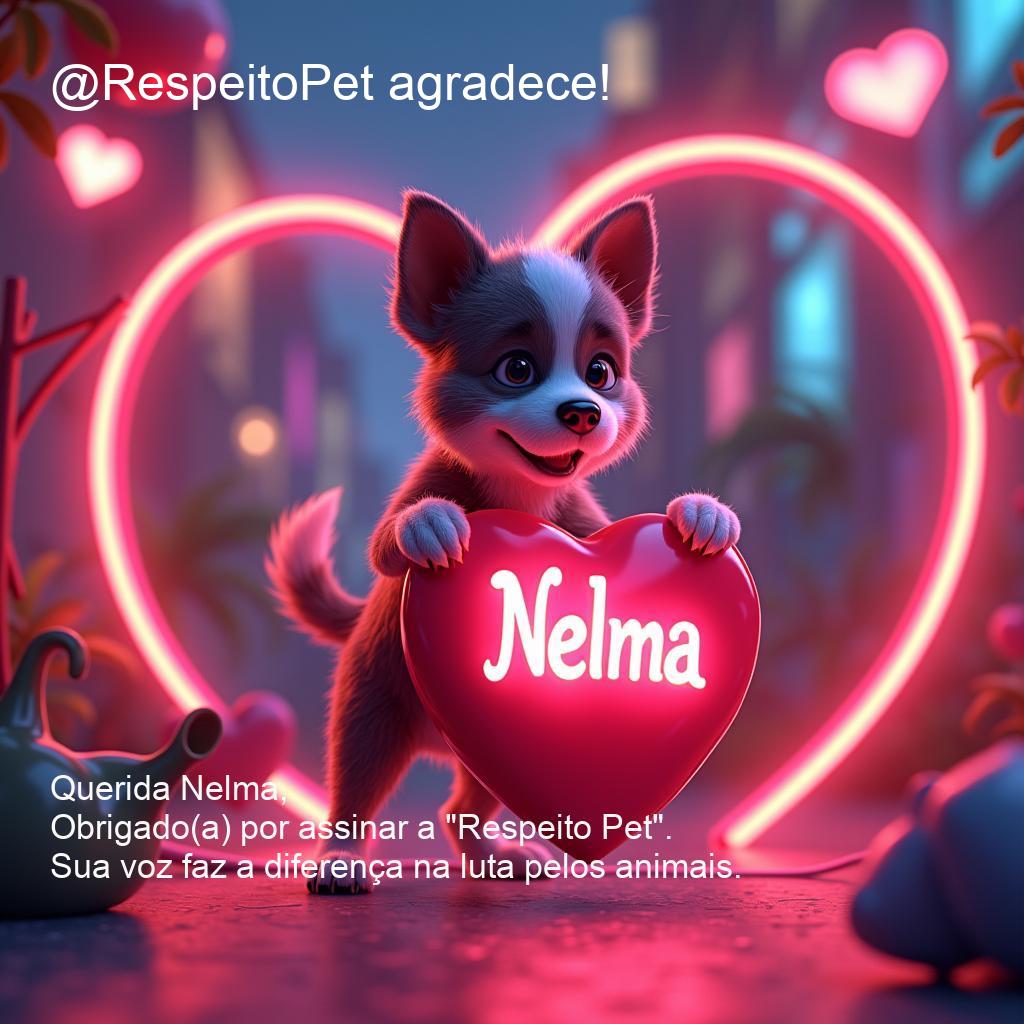 @RespeitoPet agradece!
Nelma
Querida Nelma,
Obrigado(a) por assinar a "Respeito Pet".
Sua voz faz a diferença na luta pelos animais.